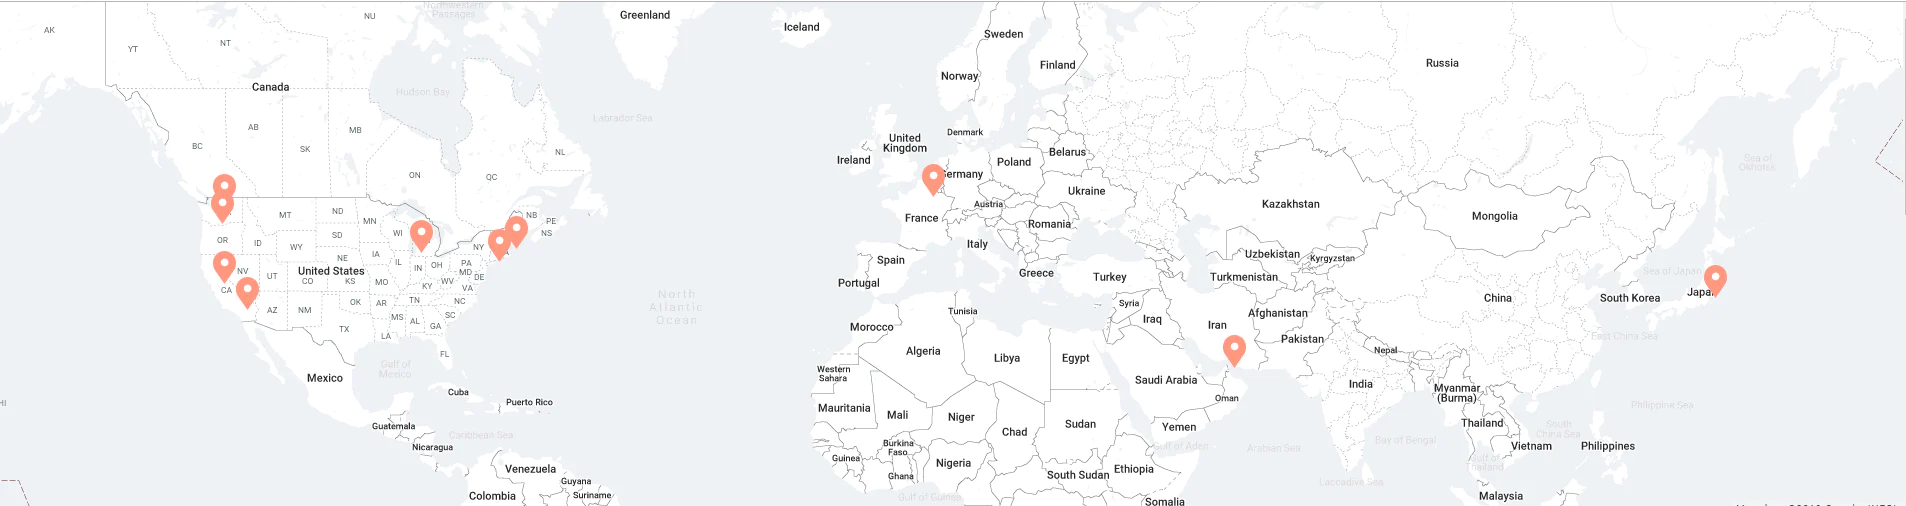 Northwestern
Passages
NU
AK
YT
NT
Greenland
Iceland
Sweden
Finland
Norway
Russia
Canada
Hudson Bay
Labrador Sea
AB
MB
SK
BC
ON
QC
NL
United
Kingdom
Ireland
Denmark
Poland
Belarus
Germany
Ukraine
Austria
France
Romania
Italy
Spain
Portugal
Greece
Turkey
Kazakhstan
Mongolia
Sea of
Okhotsk
NB
PE
NS
MT
ND
MN
SD
WI
OR
ID
WY
NE
IA
NY
NV
UT
United States
CO
KS
MO
IL
IN
OH
PA
MD
DE
WV
VA
KY
CA
AZ
NM
OK
AR
TN
NC
SC
MS
AL
GA
TX
LA
FL
North
Atlantic
Ocean
Uzbekistan
Kyrgyzstan
Turkmenistan
Sea of Japan
South Korea
Japan
China
Afghanistan
Syria
Iraq
Iran
Pakistan
East China Sea
Tunisia
Morocco
Algeria
Libya
Egypt
Nepal
Gulf of
Mexico
Mexico
Western
Sahara
Saudi Arabia
India
Myanmar
(Burma)
Oman
Cuba
Puerto Rico
Mauritania
Mali
Niger
Chad
Sudan
Yemen
Philippine Sea
Thailand
South
China Sea
Guatemala
Caribbean Sea
Nicaragua
Burkina
Faso
Gulf of Aden
Arabian Sea
Bay of Bengal
Vietnam
Philippines
Guinea
Ghana
Nigeria
South Sudan
Ethiopia
Gulf of
Thailand
Venezuela
Guyana
Suriname
Colombia
Gulf of Guinea
Laccadive Sea
Somalia
Malaysia
HI